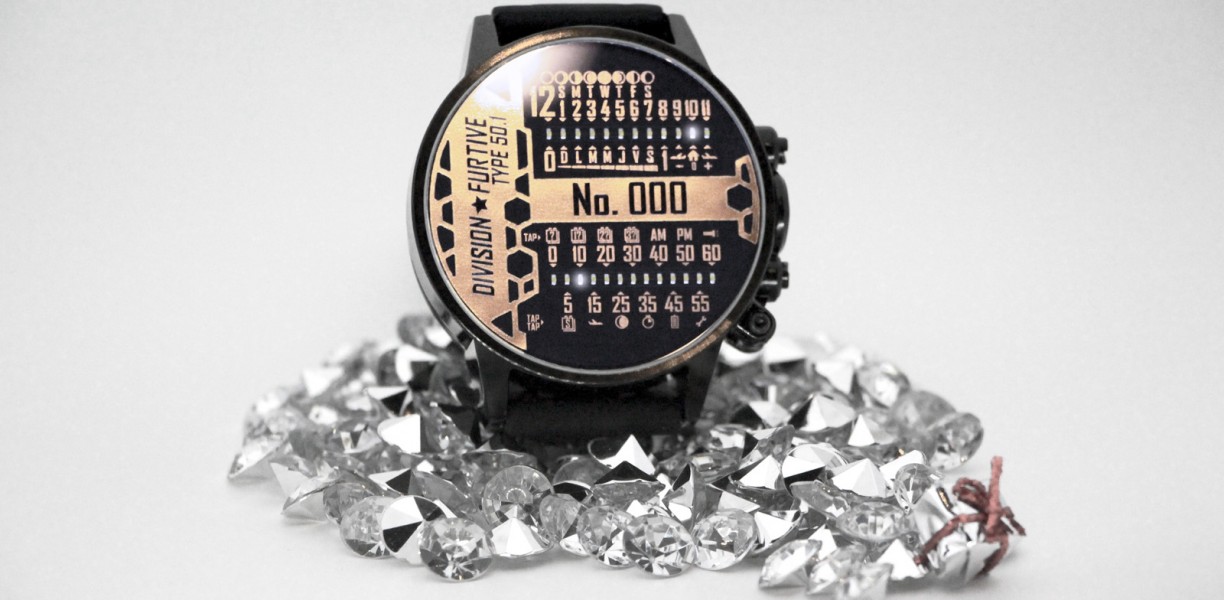 DIVISION ★ FURTIVE
TYPE 50.1
S M T W T F S
12 1 2 3 4 5 6 7 8 9 10 11
0 D L M M J V S 1 - 0 +
No. 000
TAP ? 17 AM PM
0 10 20 30 40 50 60
5 15 25 35 45 55
TAP
TAP